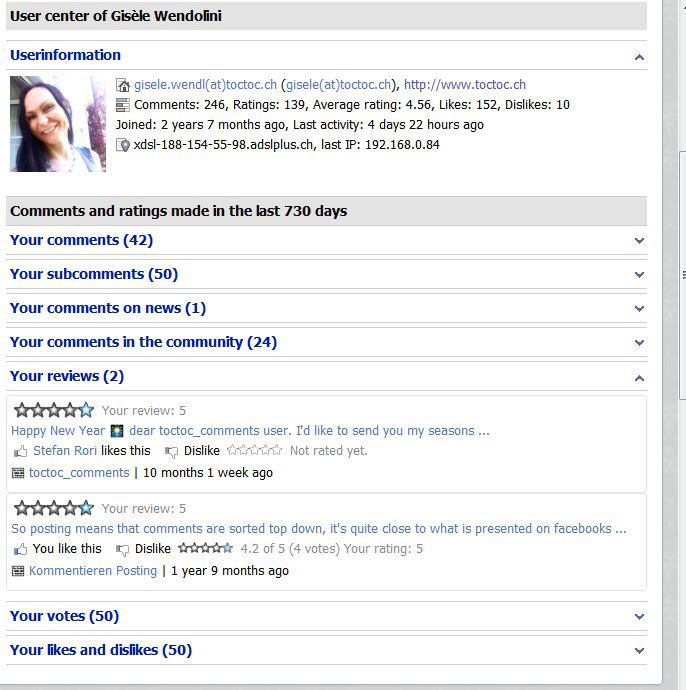 User center of Gisèle Wendolini
Userinformation
gisele.wendl(at)toctoc.ch (gisele(at)toctoc.ch), http://www.toctoc.ch
Comments: 246, Ratings: 139, Average rating: 4.56, Likes: 152, Dislikes: 10
Joined: 2 years 7 months ago, Last activity: 4 days 22 hours ago
xdsl-188-154-55-98.adslplus.ch, last IP: 192.168.0.84
Comments and ratings made in the last 730 days
Your comments (42)
Your subcomments (50)
Your comments on news (1)
Your comments in the community (24)
Your reviews (2)
Your review: 5
Happy New Year dear toctoc_comments user. I'd like to send you my seasons ...
Stefan Rori likes this Dislike Not rated yet.
toctoc_comments | 10 months 1 week ago
Your review: 5
So posting means that comments are sorted top down, it's quite close to what is presented on facebooks ...
You like this Dislike 4.2 of 5 (4 votes) Your rating: 5
Kommentieren Posting | 1 year 9 months ago
Your votes (50)
Your likes and dislikes (50)